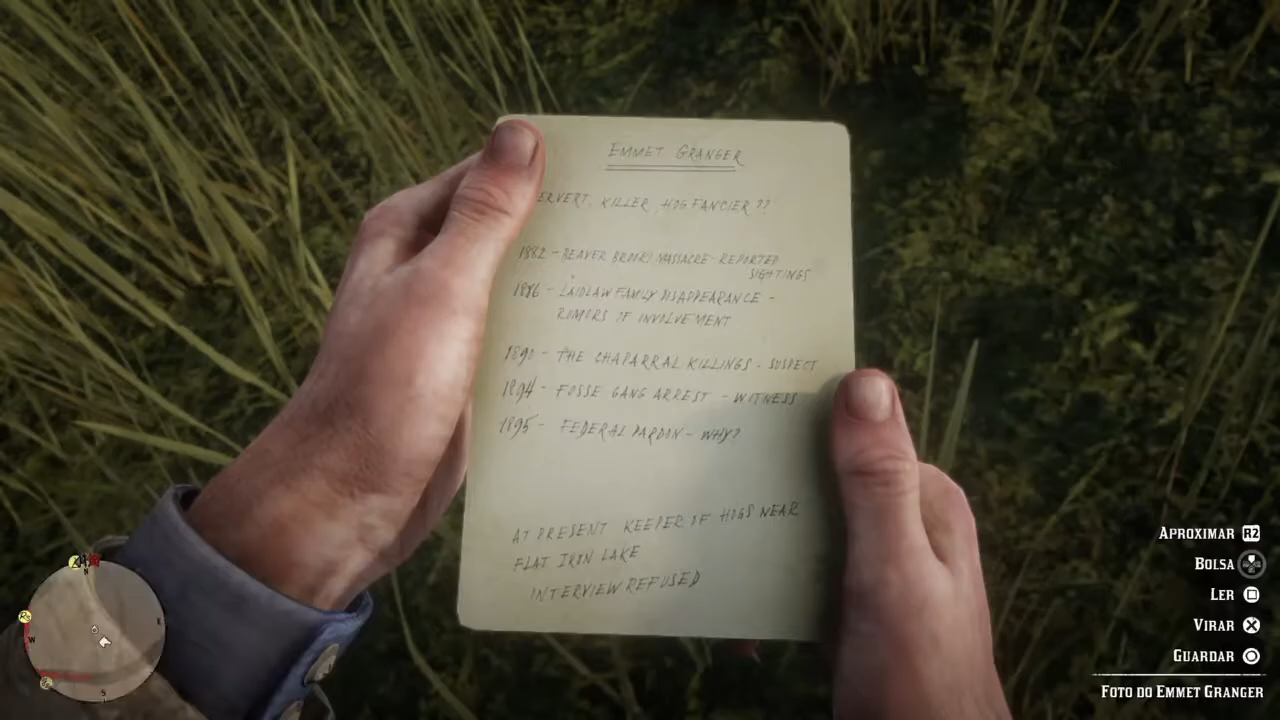 EMMET GRANGER
ERVERT, KILLER, HOG FANCIER ??
1882 - BEAVER BROOK MASSACRE - REPORTED
SIGHTINGS
1886 - LAIDLAW FAMILY DISAPPEARANCE -
RUMORS OF INVOLVEMENT
1890 - THE CHAPARRAL KILLINGS - SUSPECT
1894 - FOSSE GANG ARREST - WITNESS
1895 - FEDERAL PARDON - WHY?
AT PRESENT KEEPER OF HOGS NEAR
FLAT IRON LAKE
INTERVIEW REFUSED
APROXIMAR R2
BOLSA
LER
VIRAR
GUARDAR
FOTO DO EMMET GRANGER
N
E
S
W